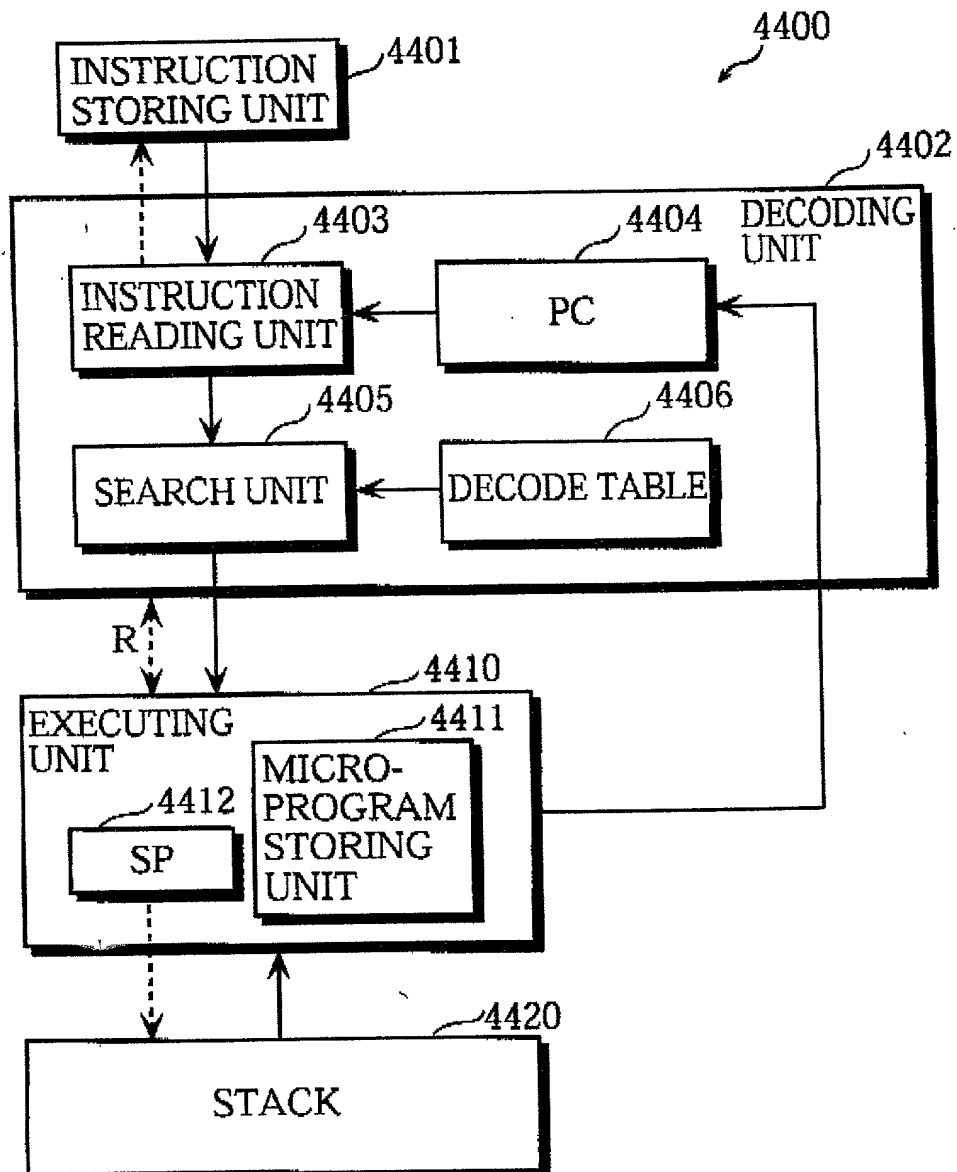 4400
4401
INSTRUCTION
STORING UNIT
4402
DECODING
UNIT
4403
INSTRUCTION
READING UNIT
4404
PC
4405
SEARCH UNIT
4406
DECODE TABLE
R
4410
EXECUTING
UNIT
4411
MICRO-
PROGRAM
STORING
UNIT
4412
SP
4420
STACK